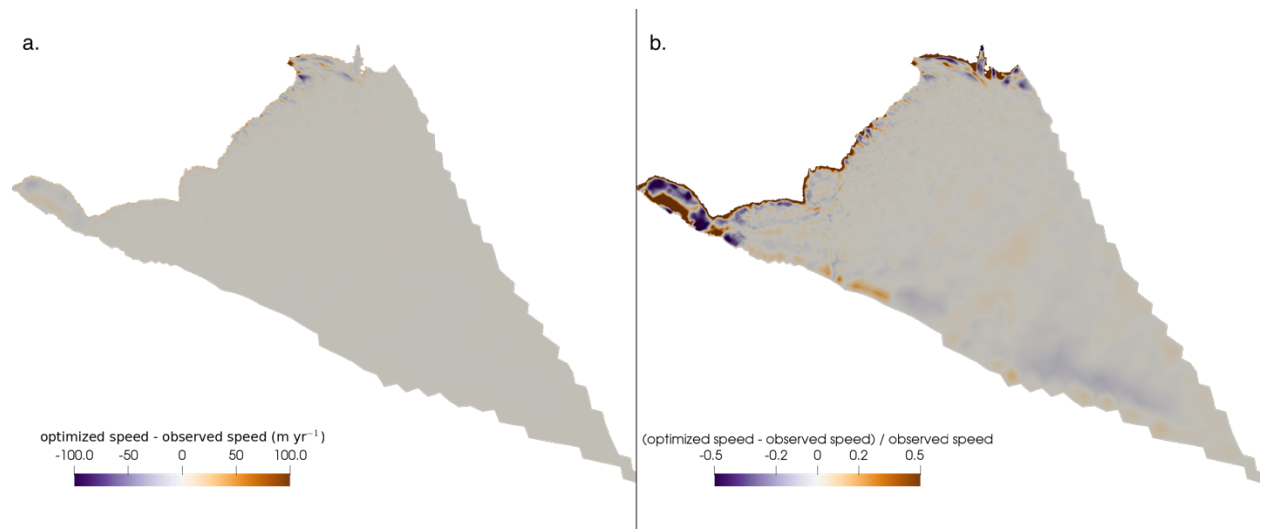 a.
b.
optimized speed - observed speed (m yr⁻¹)
-100.0 -50 0 50 100.0
(optimized speed - observed speed) / observed speed
-0.5 -0.2 0 0.2 0.5